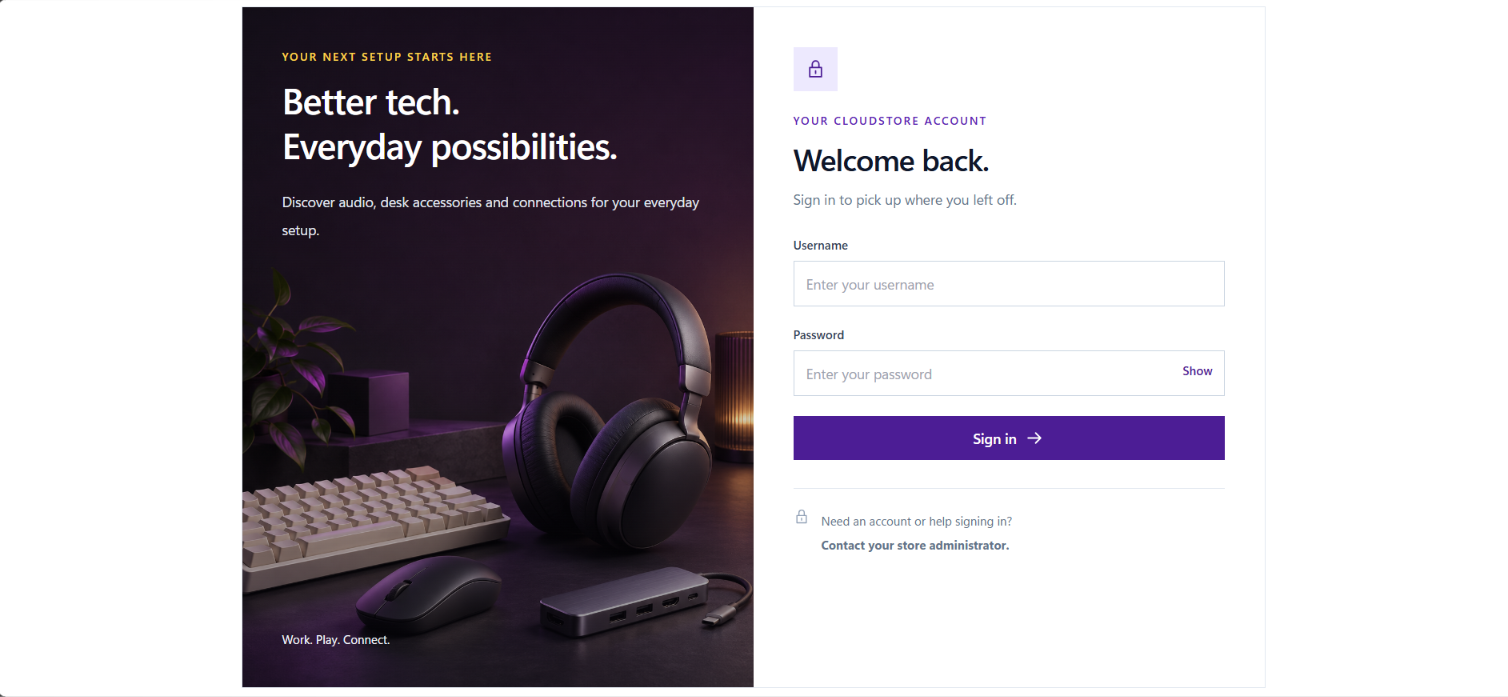 YOUR NEXT SETUP STARTS HERE
Better tech.
Everyday possibilities.
Discover audio, desk accessories and connections for your everyday
setup.
Work. Play. Connect.
YOUR CLOUDSTORE ACCOUNT
Welcome back.
Sign in to pick up where you left off.
Username
Enter your username
Password
Enter your password
Show
Sign in →
Need an account or help signing in?
Contact your store administrator.